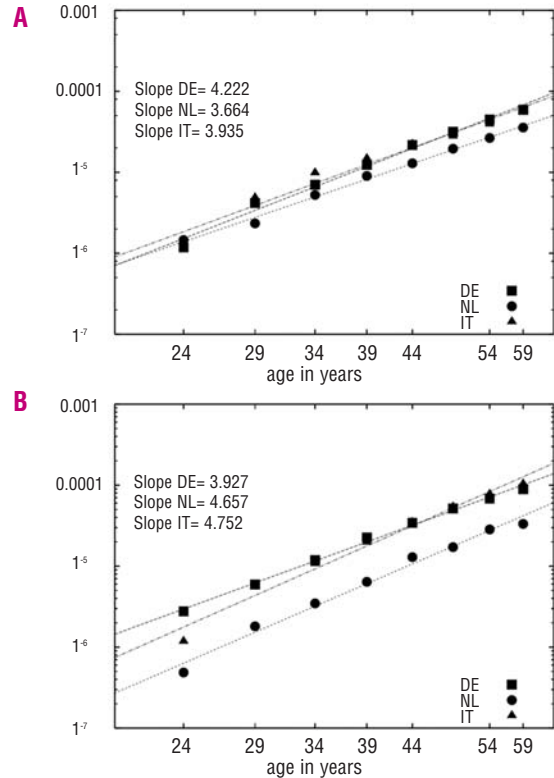 A
0.001
0.0001
1-5
1-6
1-7
Slope DE= 4.222
Slope NL= 3.664
Slope IT= 3.935
DE
NL
IT
24 29 34 39 44 54 59
age in years
B
0.001
0.0001
1-5
1-6
1-7
Slope DE= 3.927
Slope NL= 4.657
Slope IT= 4.752
DE
NL
IT
24 29 34 39 44 54 59
age in years